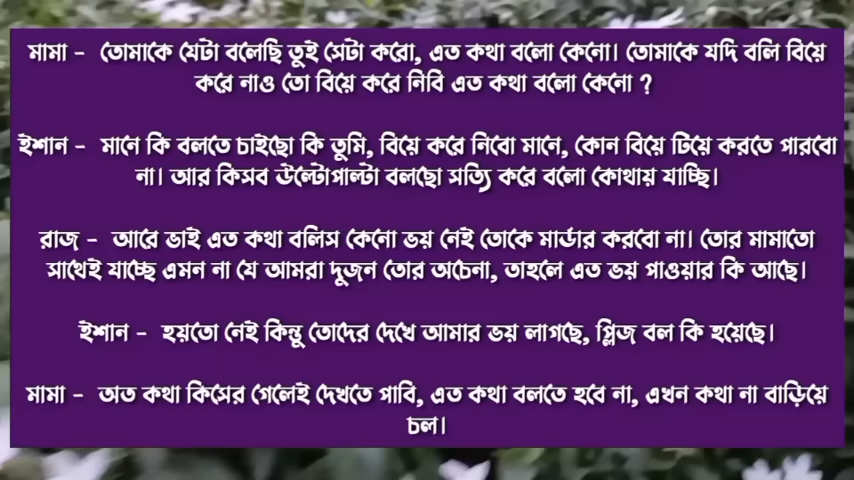 মামা – তোমাকে যেটা বলেছি তুই সেটা করো, এত কথা বলো কেনো। তোমাকে যদি বলি বিয়ে
করে নাও তো বিয়ে করে নিবি এত কথা বলো কেনো ?
ইশান – মানে কি বলতে চাইছো কি তুমি, বিয়ে করে নিবো মানে, কোন বিয়ে টিয়ে করতে পারবো
না। আর কিসব উল্টোপাল্টা বলছো সত্যি করে বলো কোথায় যাচ্ছি।
রাজ – আরে ভাই এত কথা বলিস কেনো ভয় নেই তোকে মার্ডার করবো না। তোর মামাতো
সাথেই যাচ্ছে এমন না যে আমরা দুজন তোর অচেনা, তাহলে এত ভয় পাওয়ার কি আছে।
ইশান – হয়তো নেই কিন্তু তোদের দেখে আমার ভয় লাগছে, প্লিজ বল কি হয়েছে।
মামা – অত কথা কিসের গেলেই দেখতে পাবি, এত কথা বলতে হবে না, এখন কথা না বাড়িয়ে
চল।